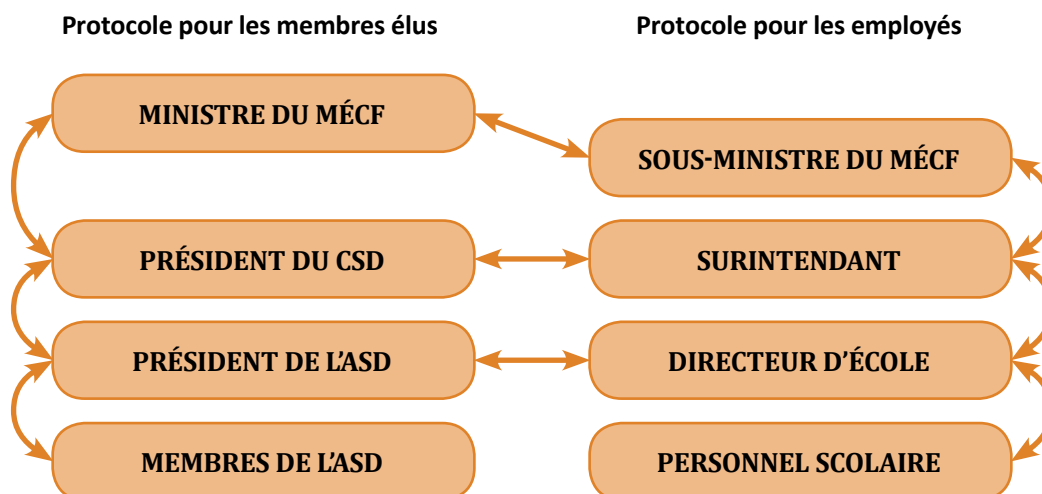 Protocole pour les membres élus
Protocole pour les employés
MINISTRE DU MÉCF
SOUS-MINISTRE DU MÉCF
PRÉSIDENT DU CSD
SURINTENDANT
PRÉSIDENT DE L'ASD
DIRECTEUR D'ÉCOLE
MEMBRES DE L'ASD
PERSONNEL SCOLAIRE